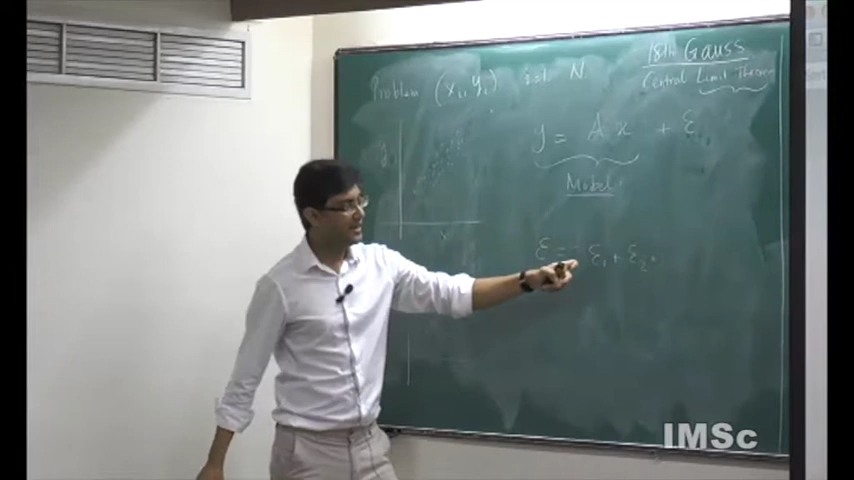 Problem (xᵢ, yᵢ) i=1.. N
18th Gauss
Central Limit Theorem
y = A x + ε
y
Model
x
ε = ε₁ + ε₂ ..
IMSc